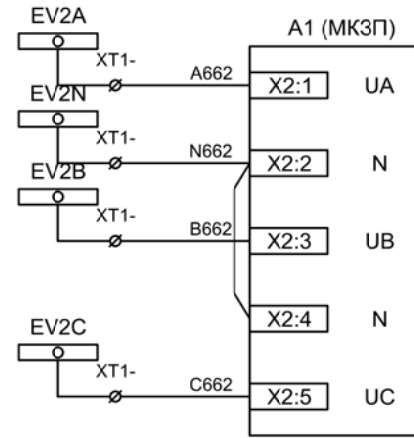 EV2A
A1 (МКЗП)
XT1-
A662
X2:1
UA
EV2N
XT1-
N662
X2:2
N
EV2B
XT1-
B662
X2:3
UB
X2:4
N
EV2C
XT1-
C662
X2:5
UC